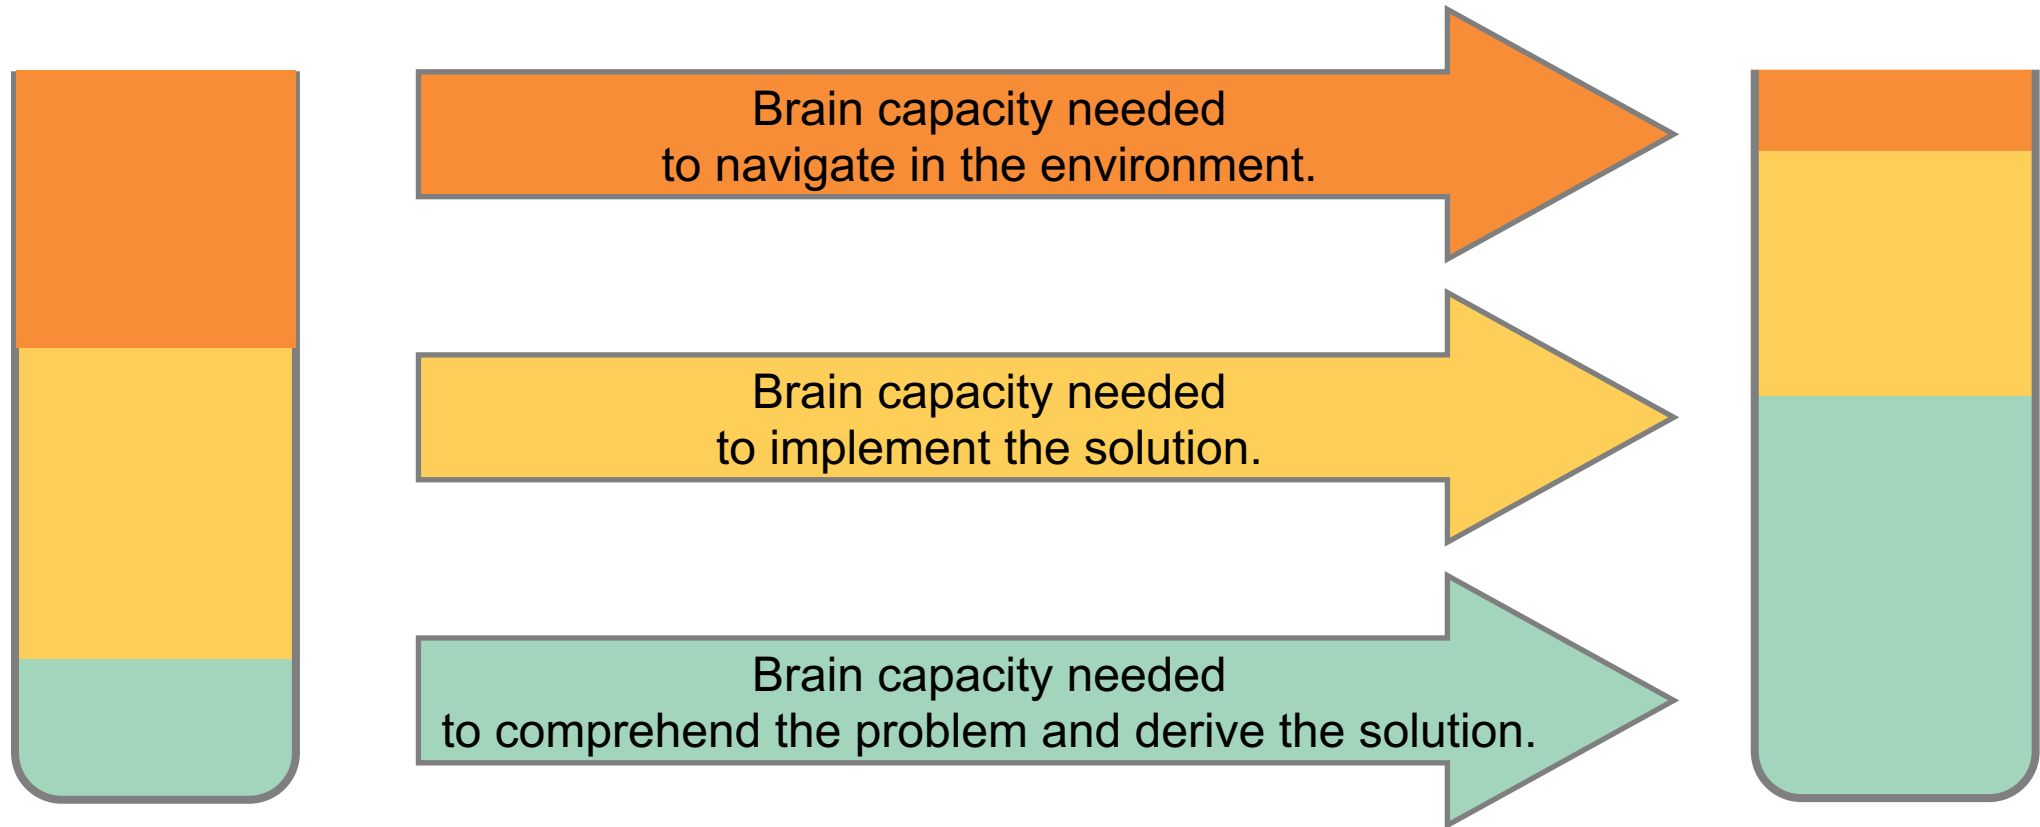 Brain capacity needed
to navigate in the environment.
Brain capacity needed
to implement the solution.
Brain capacity needed
to comprehend the problem and derive the solution.